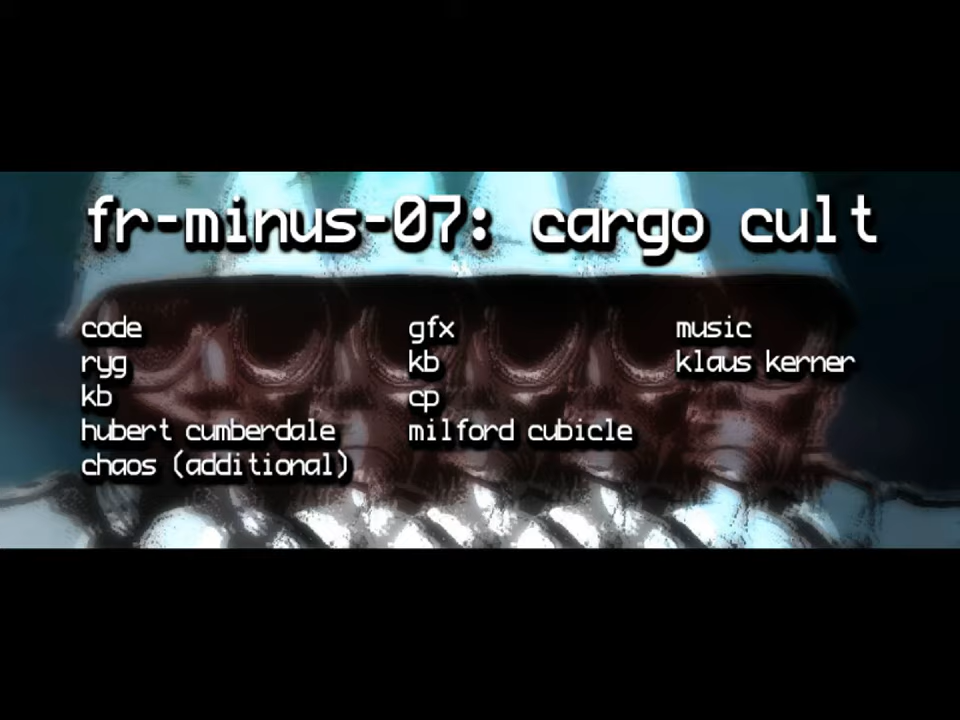 fr-minus-07: cargo cult
code
ryg
kb
hubert cumberdale
chaos (additional)
gfx
kb
cp
milford cubicle
music
klaus kerner